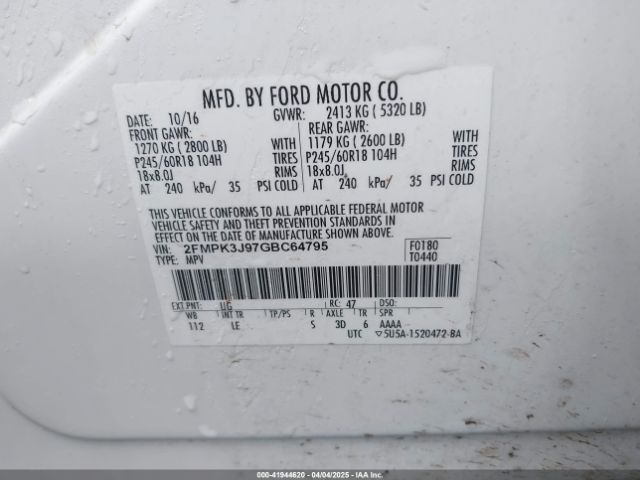 MFD. BY FORD MOTOR CO.
DATE: 10/16 GVWR: 2413 KG ( 5320 LB)
FRONT GAWR: REAR GAWR:
1270 KG ( 2800 LB) WITH 1179 KG ( 2600 LB) WITH
P245/60R18 104H TIRES P245/60R18 104H TIRES
18x8.0J RIMS 18x8.0J RIMS
AT 240 kPa/ 35 PSI COLD AT 240 kPa/ 35 PSI COLD
THIS VEHICLE CONFORMS TO ALL APPLICABLE FEDERAL MOTOR
VEHICLE SAFETY AND THEFT PREVENTION STANDARDS IN
EFFECT ON THE DATE OF MANUFACTURE SHOWN ABOVE.
VIN: 2FMPK3J97GBC64795 F0180
TYPE: MPV T0440
EXT PNT: UG RC: 47 DSO:
WB INT TR TP/PS R AXLE TR SPR
112 LE S 3D 6 AAAA
UTC ▽5U5A-1520472-BA
000-41944620 04/04/2025 IAAI.COM